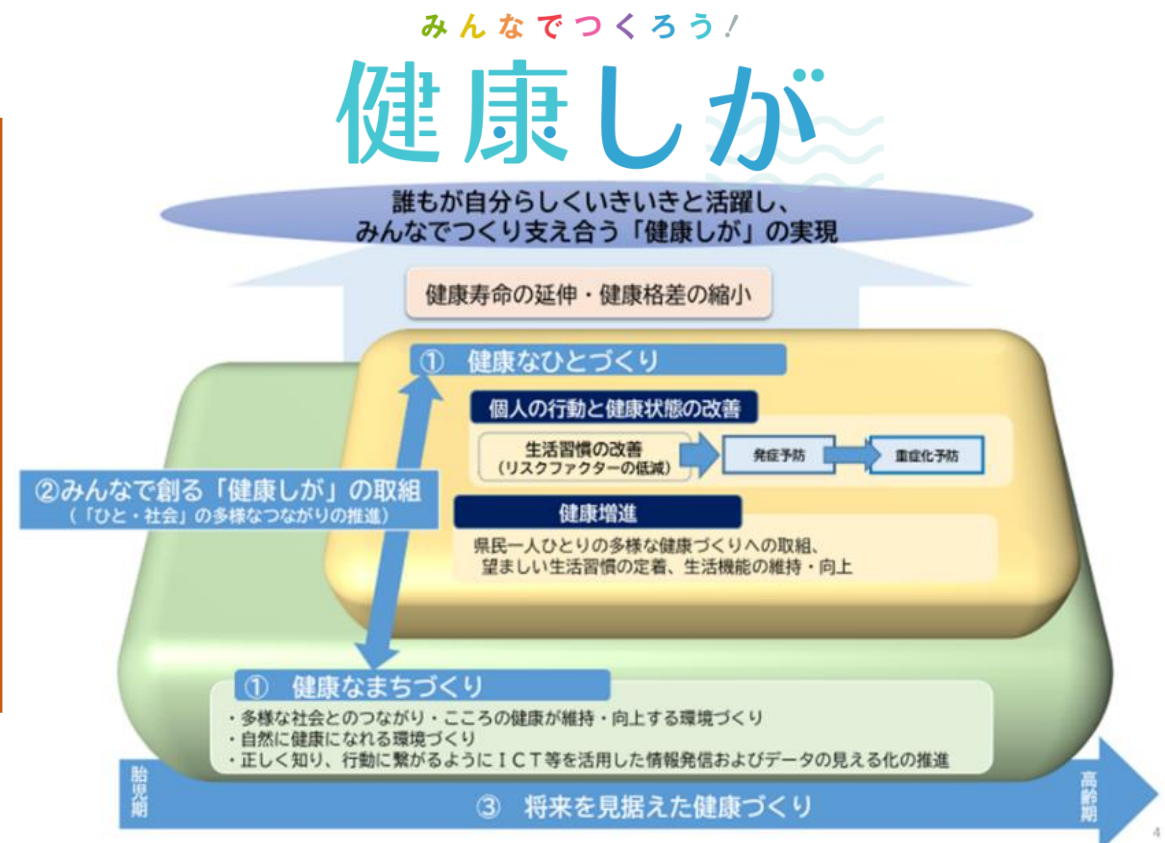 みんなでつくろう!
健康しが
誰もが自分らしくいきいきと活躍し、
みんなでつくり支え合う「健康しが」の実現
健康寿命の延伸・健康格差の縮小
① 健康なひとづくり
個人の行動と健康状態の改善
生活習慣の改善
(リスクファクターの低減)
発症予防
重症化予防
②みんなで創る「健康しが」の取組
(「ひと・社会」の多様なつながりの推進)
健康増進
県民一人ひとりの多様な健康づくりへの取組、
望ましい生活習慣の定着、生活機能の維持・向上
① 健康なまちづくり
・多様な社会とのつながり・こころの健康が維持・向上する環境づくり
・自然に健康になれる環境づくり
・正しく知り、行動に繋がるようにICT等を活用した情報発信およびデータの見える化の推進
胎児期
③ 将来を見据えた健康づくり
高齢期
4